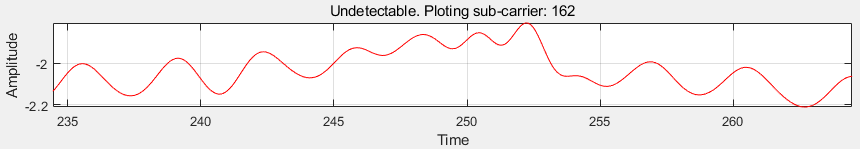 Undetectable. Ploting sub-carrier: 162
Amplitude
-2
-2.2
235 240 245 250 255 260
Time